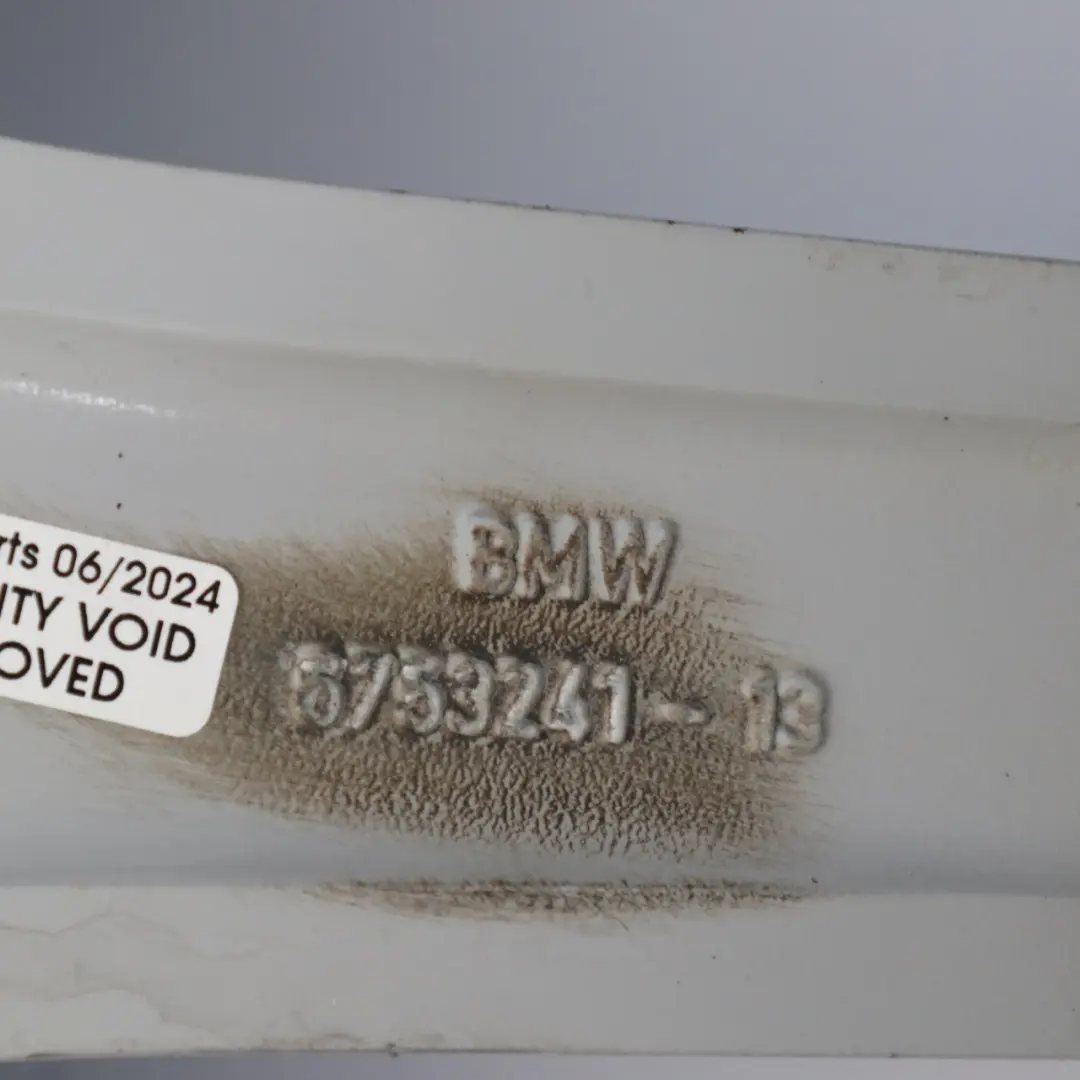 rts 06/2024
ITY VOID
OVED
BMW
6753241-13